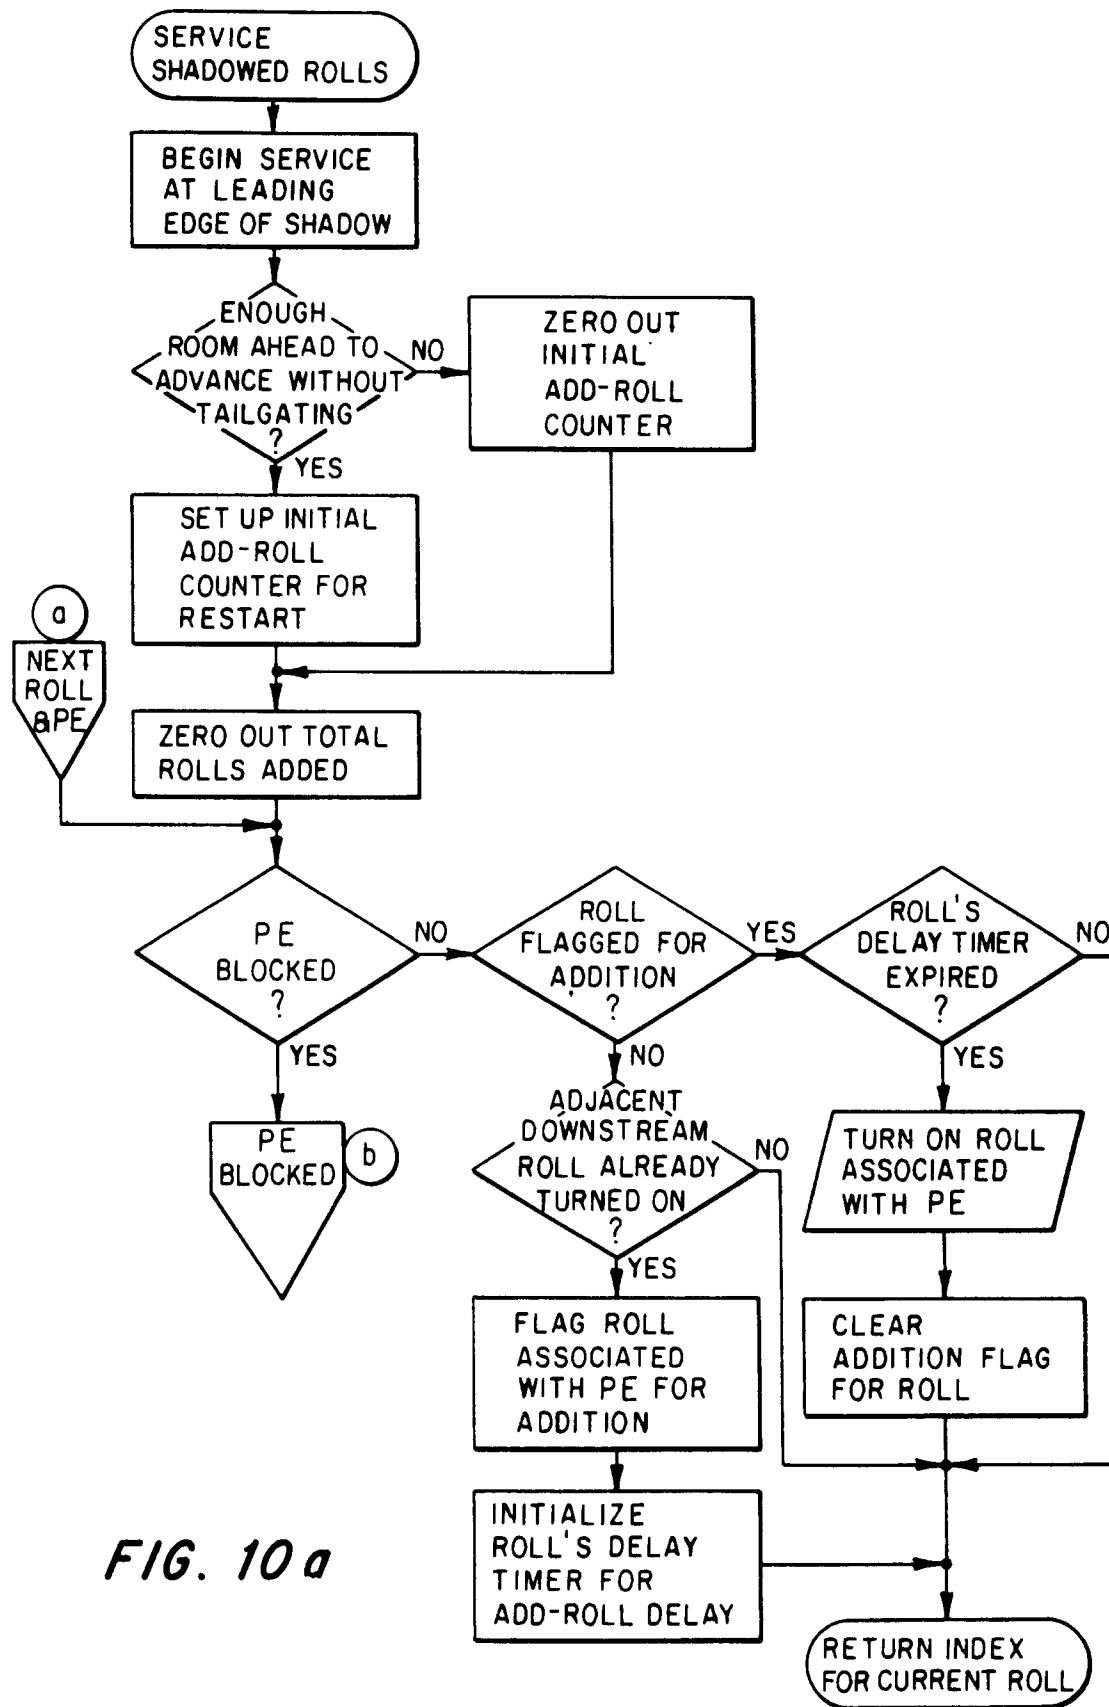 SERVICE
SHADOWED ROLLS
BEGIN SERVICE
AT LEADING
EDGE OF SHADOW
ENOUGH
ROOM AHEAD TO
ADVANCE WITHOUT
TAILGATING
?
NO
YES
ZERO OUT
INITIAL
ADD-ROLL
COUNTER
SET UP INITIAL
ADD-ROLL
COUNTER FOR
RESTART
a
NEXT
ROLL
&PE
ZERO OUT TOTAL
ROLLS ADDED
PE
BLOCKED
?
NO
YES
ROLL
FLAGGED FOR
ADDITION
?
YES
NO
ROLL'S
DELAY TIMER
EXPIRED
?
NO
YES
PE
BLOCKED
b
ADJACENT
DOWNSTREAM
ROLL ALREADY
TURNED ON
?
NO
YES
TURN ON ROLL
ASSOCIATED
WITH PE
FLAG ROLL
ASSOCIATED
WITH PE FOR
ADDITION
CLEAR
ADDITION FLAG
FOR ROLL
INITIALIZE
ROLL'S DELAY
TIMER FOR
ADD-ROLL DELAY
RETURN INDEX
FOR CURRENT ROLL
FIG. 10a